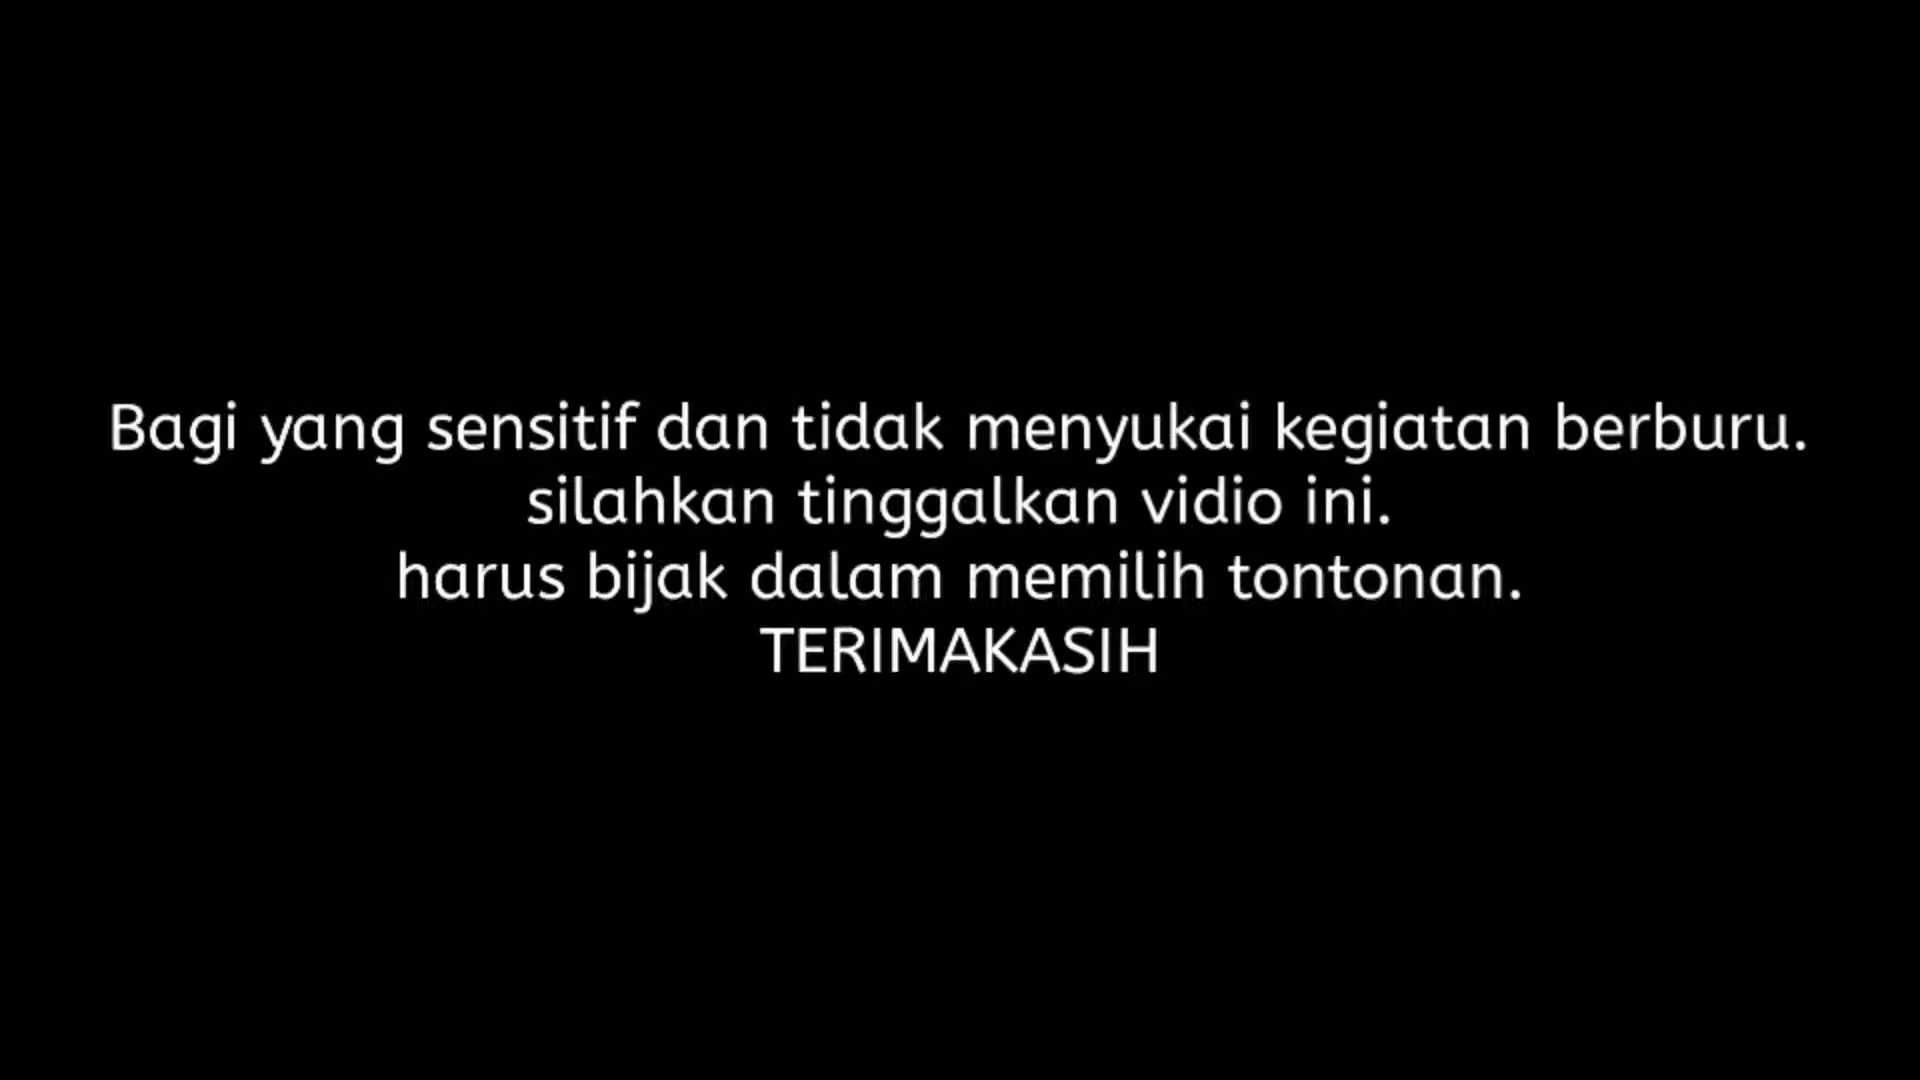 Bagi yang sensitif dan tidak menyukai kegiatan berburu.
silahkan tinggalkan vidio ini.
harus bijak dalam memilih tontonan.
TERIMAKASIH